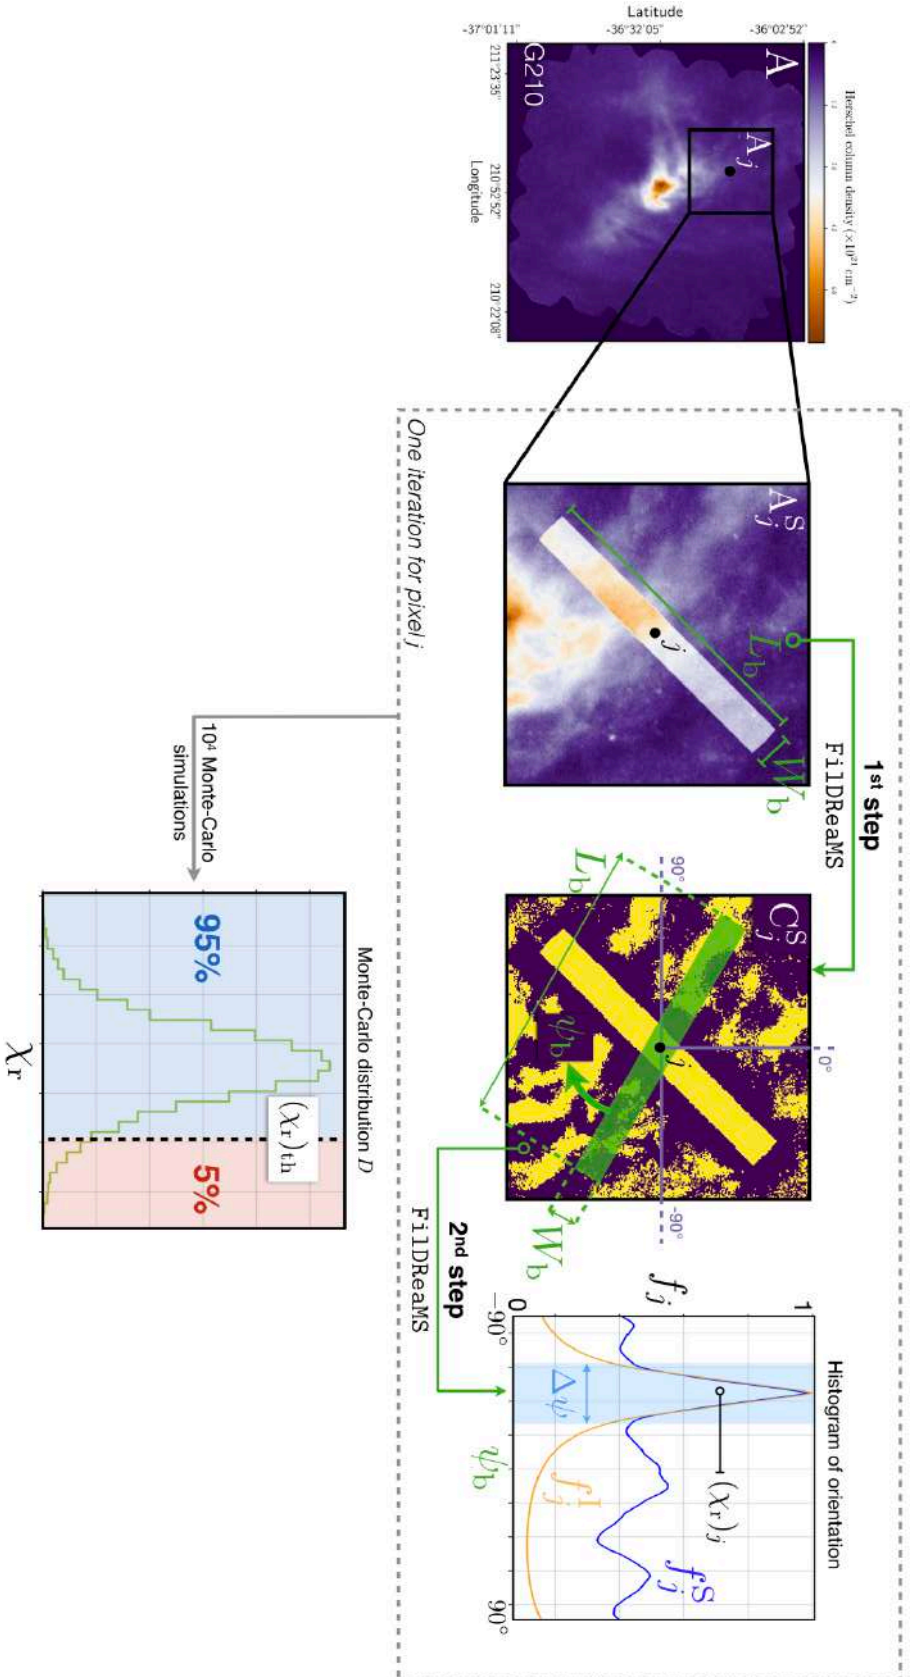 A
A_j
G210
Latitude
-37°01'11"
-36°32'05"
-36°02'52"
211°23'35"
210°52'52"
210°22'08"
Longitude
Herschel column density (×10²¹ cm⁻²)
One iteration for pixel j
A_j^S
j
L_b
W_b
1st step
FilDReaMS
C_j^S
j
90°
0°
-90°
ψ_b
L_b
W_b
2nd step
FilDReaMS
Histogram of orientation
f_j
1
0
−90°
90°
ψ_b
Δψ
(χ_r)_j
f_j^I
f_j^S
10⁴ Monte-Carlo
simulations
Monte-Carlo distribution D
95%
5%
(χ_r)_th
χ_r